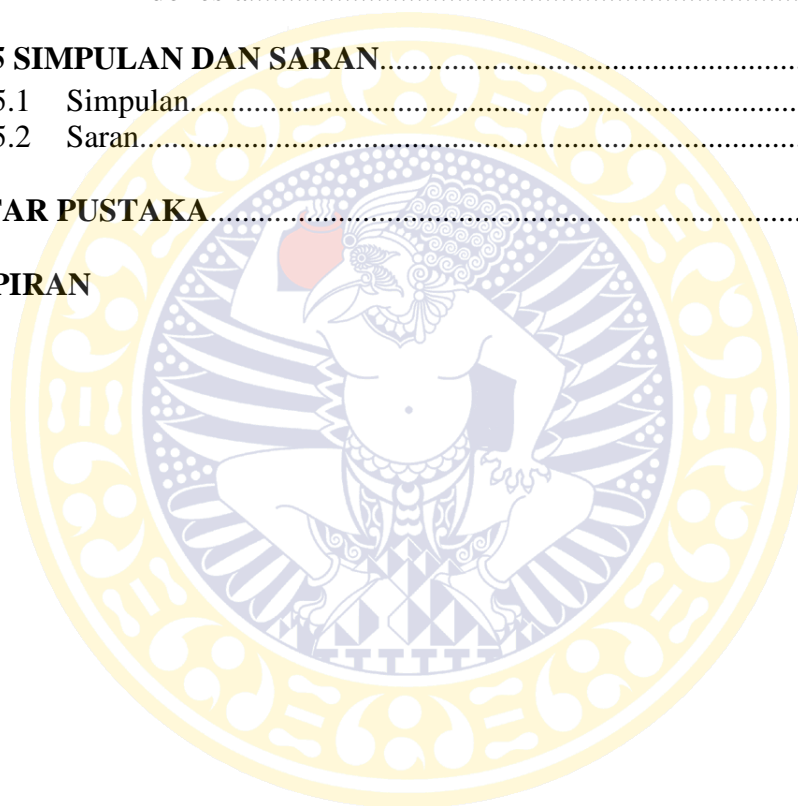 5 SIMPULAN DAN SARAN..................................................
5.1 Simpulan............................................................................
5.2 Saran..................................................................................
TAR PUSTAKA.........................................................................
PIRAN